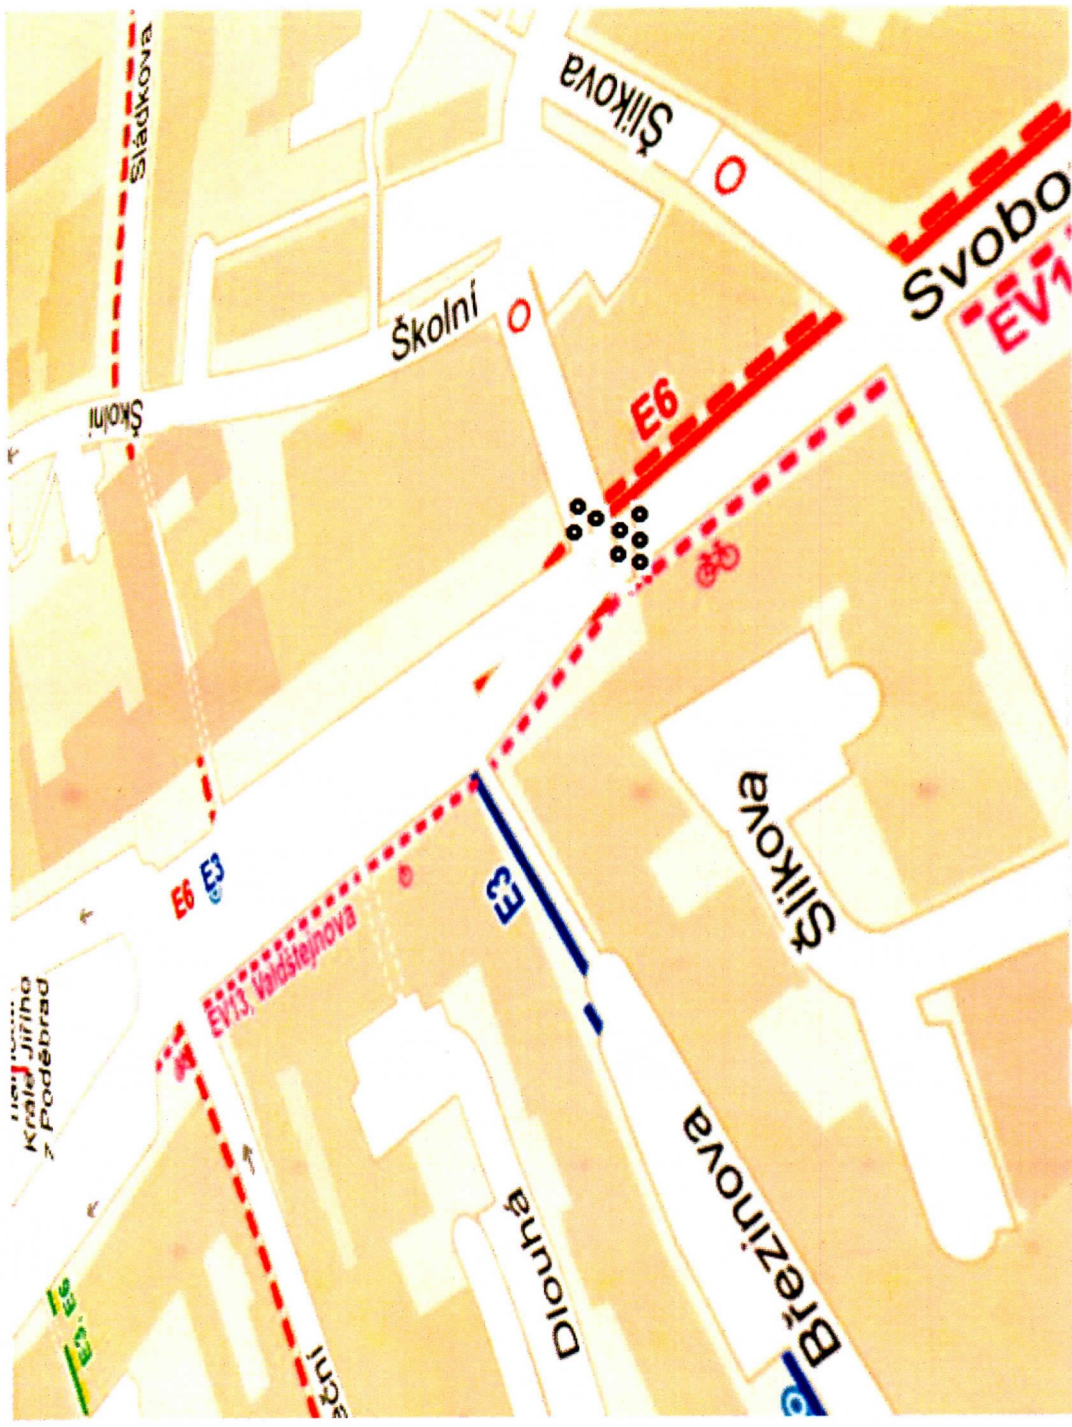 Sládkova
Šlikova
Svobo
EV1
Školní
Školní
E6
Šlikova
E3
E6 E3
EV13, Valdštejnova
Krále Jiřího
z Poděbrad
Březinova
Dlouhá
E3, E6
ční